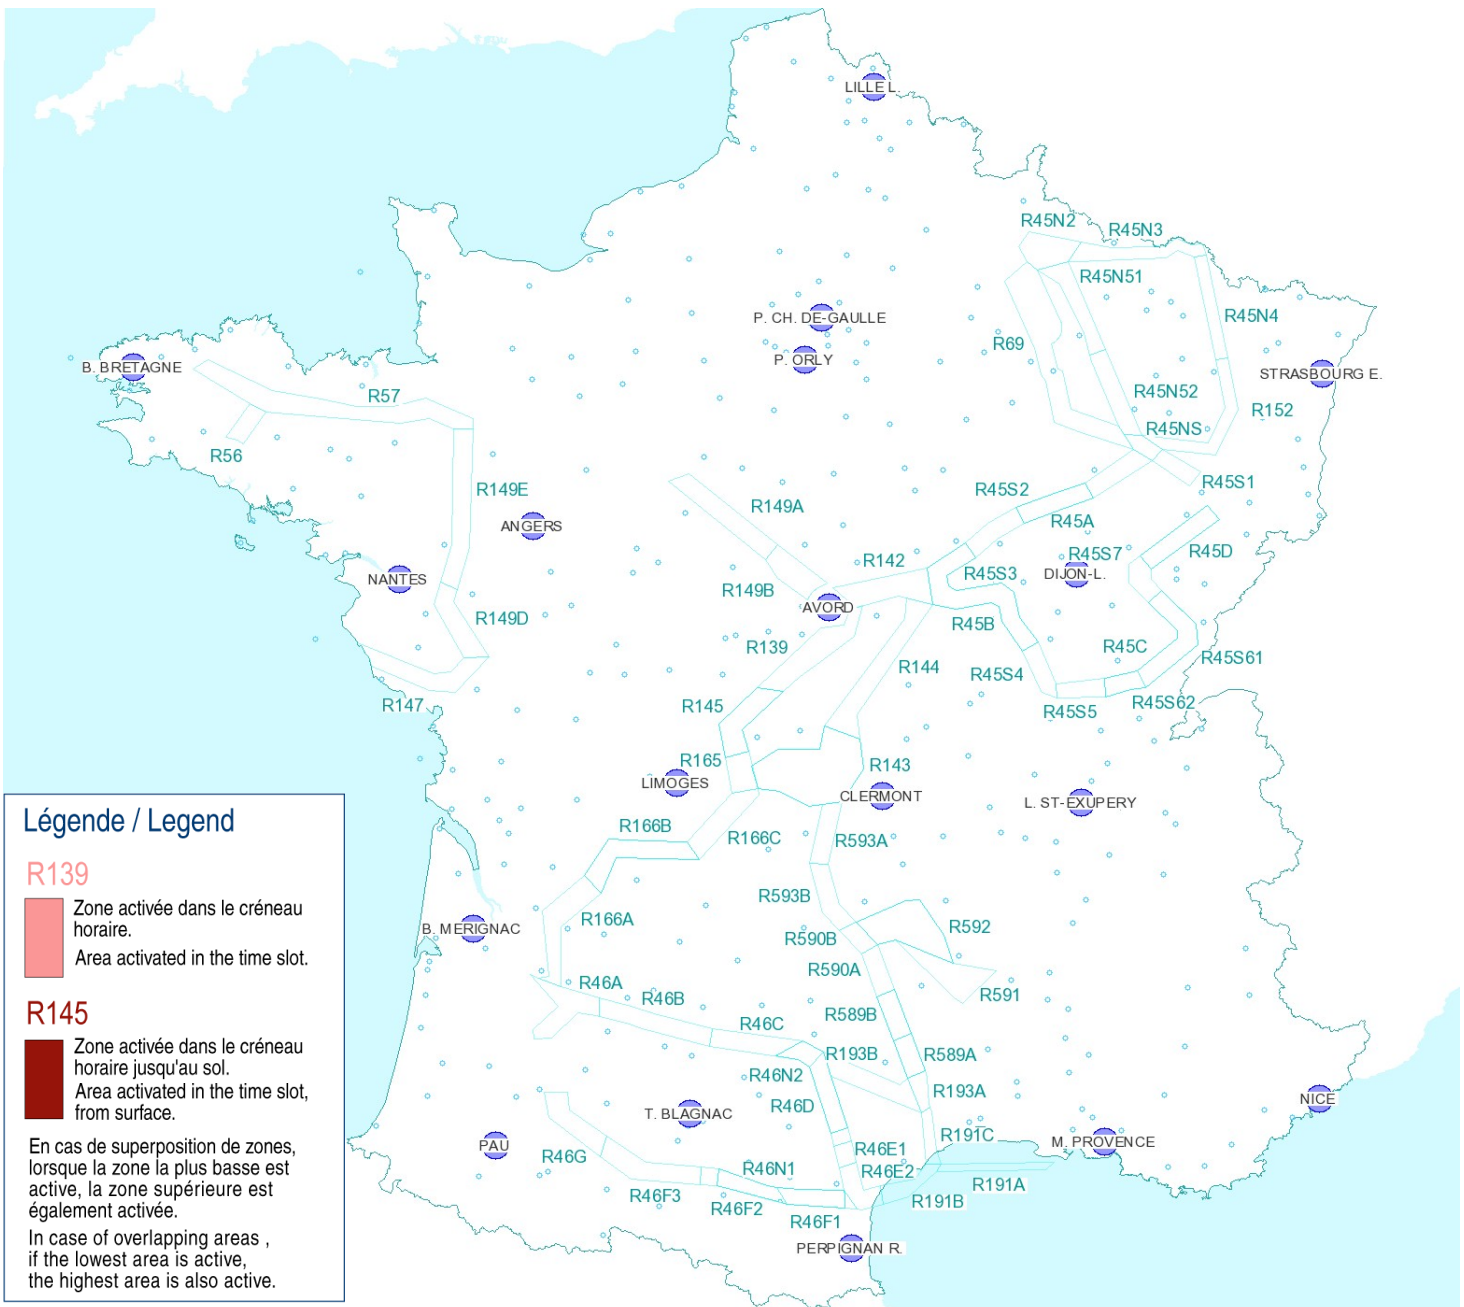 LILLE L.
R45N2
R45N3
R45N51
P. CH. DE-GAULLE
R45N4
R69
P. ORLY
B. BRETAGNE
STRASBOURG E.
R57
R45N52
R152
R45NS
R56
R149E
R45S2
R45S1
R149A
ANGERS
R45A
R45S7
R45D
R142
NANTES
R45S3
DIJON-L.
R149B
AVORD
R149D
R45B
R139
R45C
R45S61
R144
R45S4
R147
R145
R45S5
R45S62
R165
R143
LIMOGES
CLERMONT
L. ST-EXUPERY
R166B
R166C
R593A
R593B
R166A
B. MERIGNAC
R592
R590B
R590A
R46A
R591
R46B
R589B
R46C
R193B
R589A
R46N2
R193A
R46D
NICE
T. BLAGNAC
R191C
M. PROVENCE
PAU
R46G
R46E1
R46N1
R46E2
R191A
R46F3
R191B
R46F2
R46F1
PERPIGNAN R.
Légende / Legend
R139
Zone activée dans le créneau
horaire.
Area activated in the time slot.
R145
Zone activée dans le créneau
horaire jusqu'au sol.
Area activated in the time slot,
from surface.
En cas de superposition de zones,
lorsque la zone la plus basse est
active, la zone supérieure est
également activée.
In case of overlapping areas ,
if the lowest area is active,
the highest area is also active.